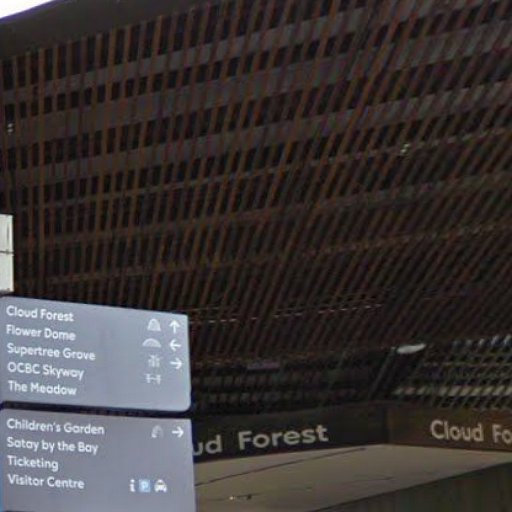 Cloud Forest
Flower Dome
Supertree Grove
OCBC Skyway
The Meadow
Children's Garden
Satay by the Bay
Ticketing
Visitor Centre
i P
ud Forest
Cloud Fo